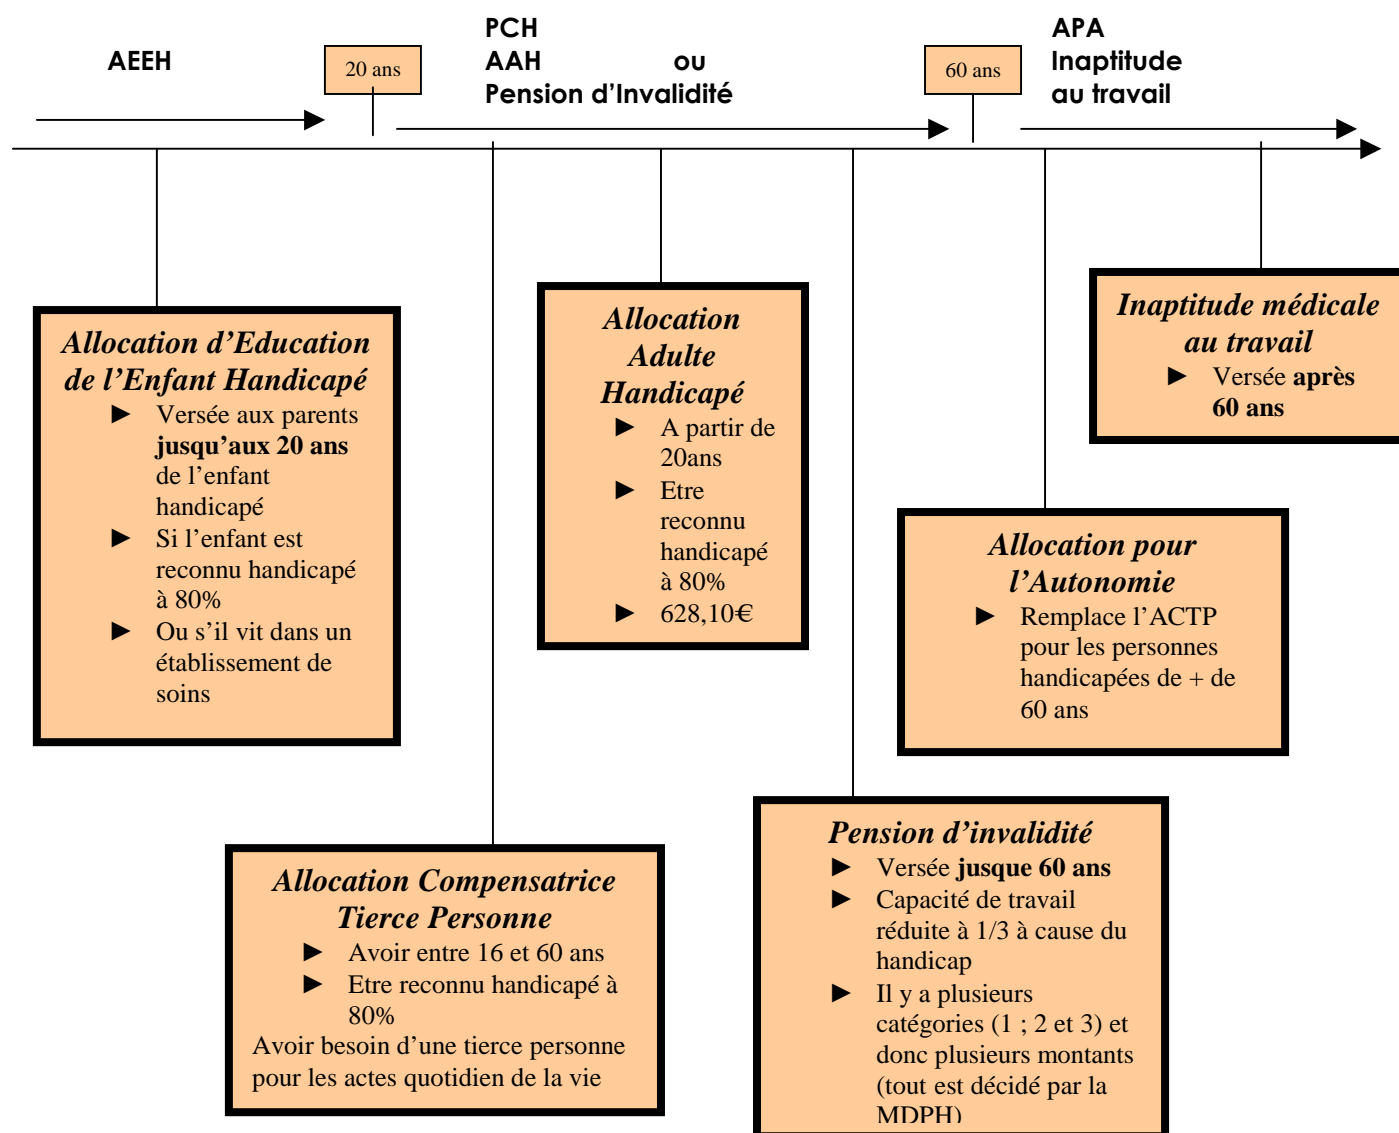 AEEH
20 ans
PCH
AAH ou
Pension d’Invalidité
60 ans
APA
Inaptitude
au travail
Allocation d’Education
de l’Enfant Handicapé
► Versée aux parents
jusqu’aux 20 ans
de l’enfant
handicapé
► Si l’enfant est
reconnu handicapé
à 80%
► Ou s’il vit dans un
établissement de
soins
Allocation
Adulte
Handicapé
► A partir de
20ans
► Etre
reconnu
handicapé
à 80%
► 628,10€
Inaptitude médicale
au travail
► Versée après
60 ans
Allocation pour
l’Autonomie
► Remplace l’ACTP
pour les personnes
handicapées de + de
60 ans
Allocation Compensatrice
Tierce Personne
► Avoir entre 16 et 60 ans
► Etre reconnu handicapé à
80%
Avoir besoin d’une tierce personne
pour les actes quotidien de la vie
Pension d’invalidité
► Versée jusque 60 ans
► Capacité de travail
réduite à 1/3 à cause du
handicap
► Il y a plusieurs
catégories (1 ; 2 et 3) et
donc plusieurs montants
(tout est décidé par la
MDPH)